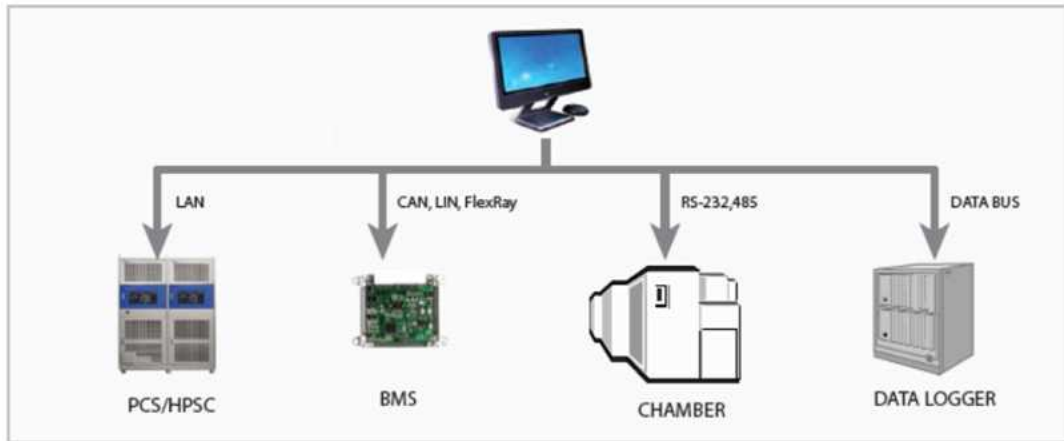 LAN
CAN, LIN, FlexRay
RS-232,485
DATA BUS
PCS/HPSC
BMS
CHAMBER
DATA LOGGER